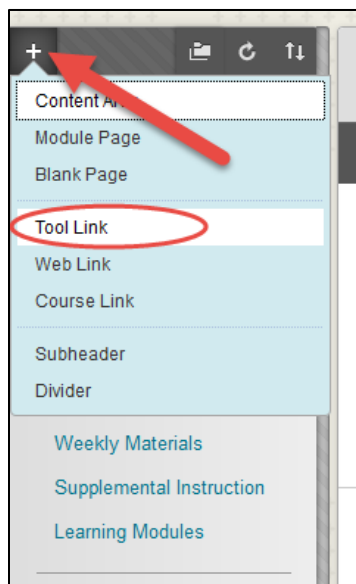 Content
Module Page
Blank Page
Tool Link
Web Link
Course Link
Subheader
Divider
Weekly Materials
Supplemental Instruction
Learning Modules